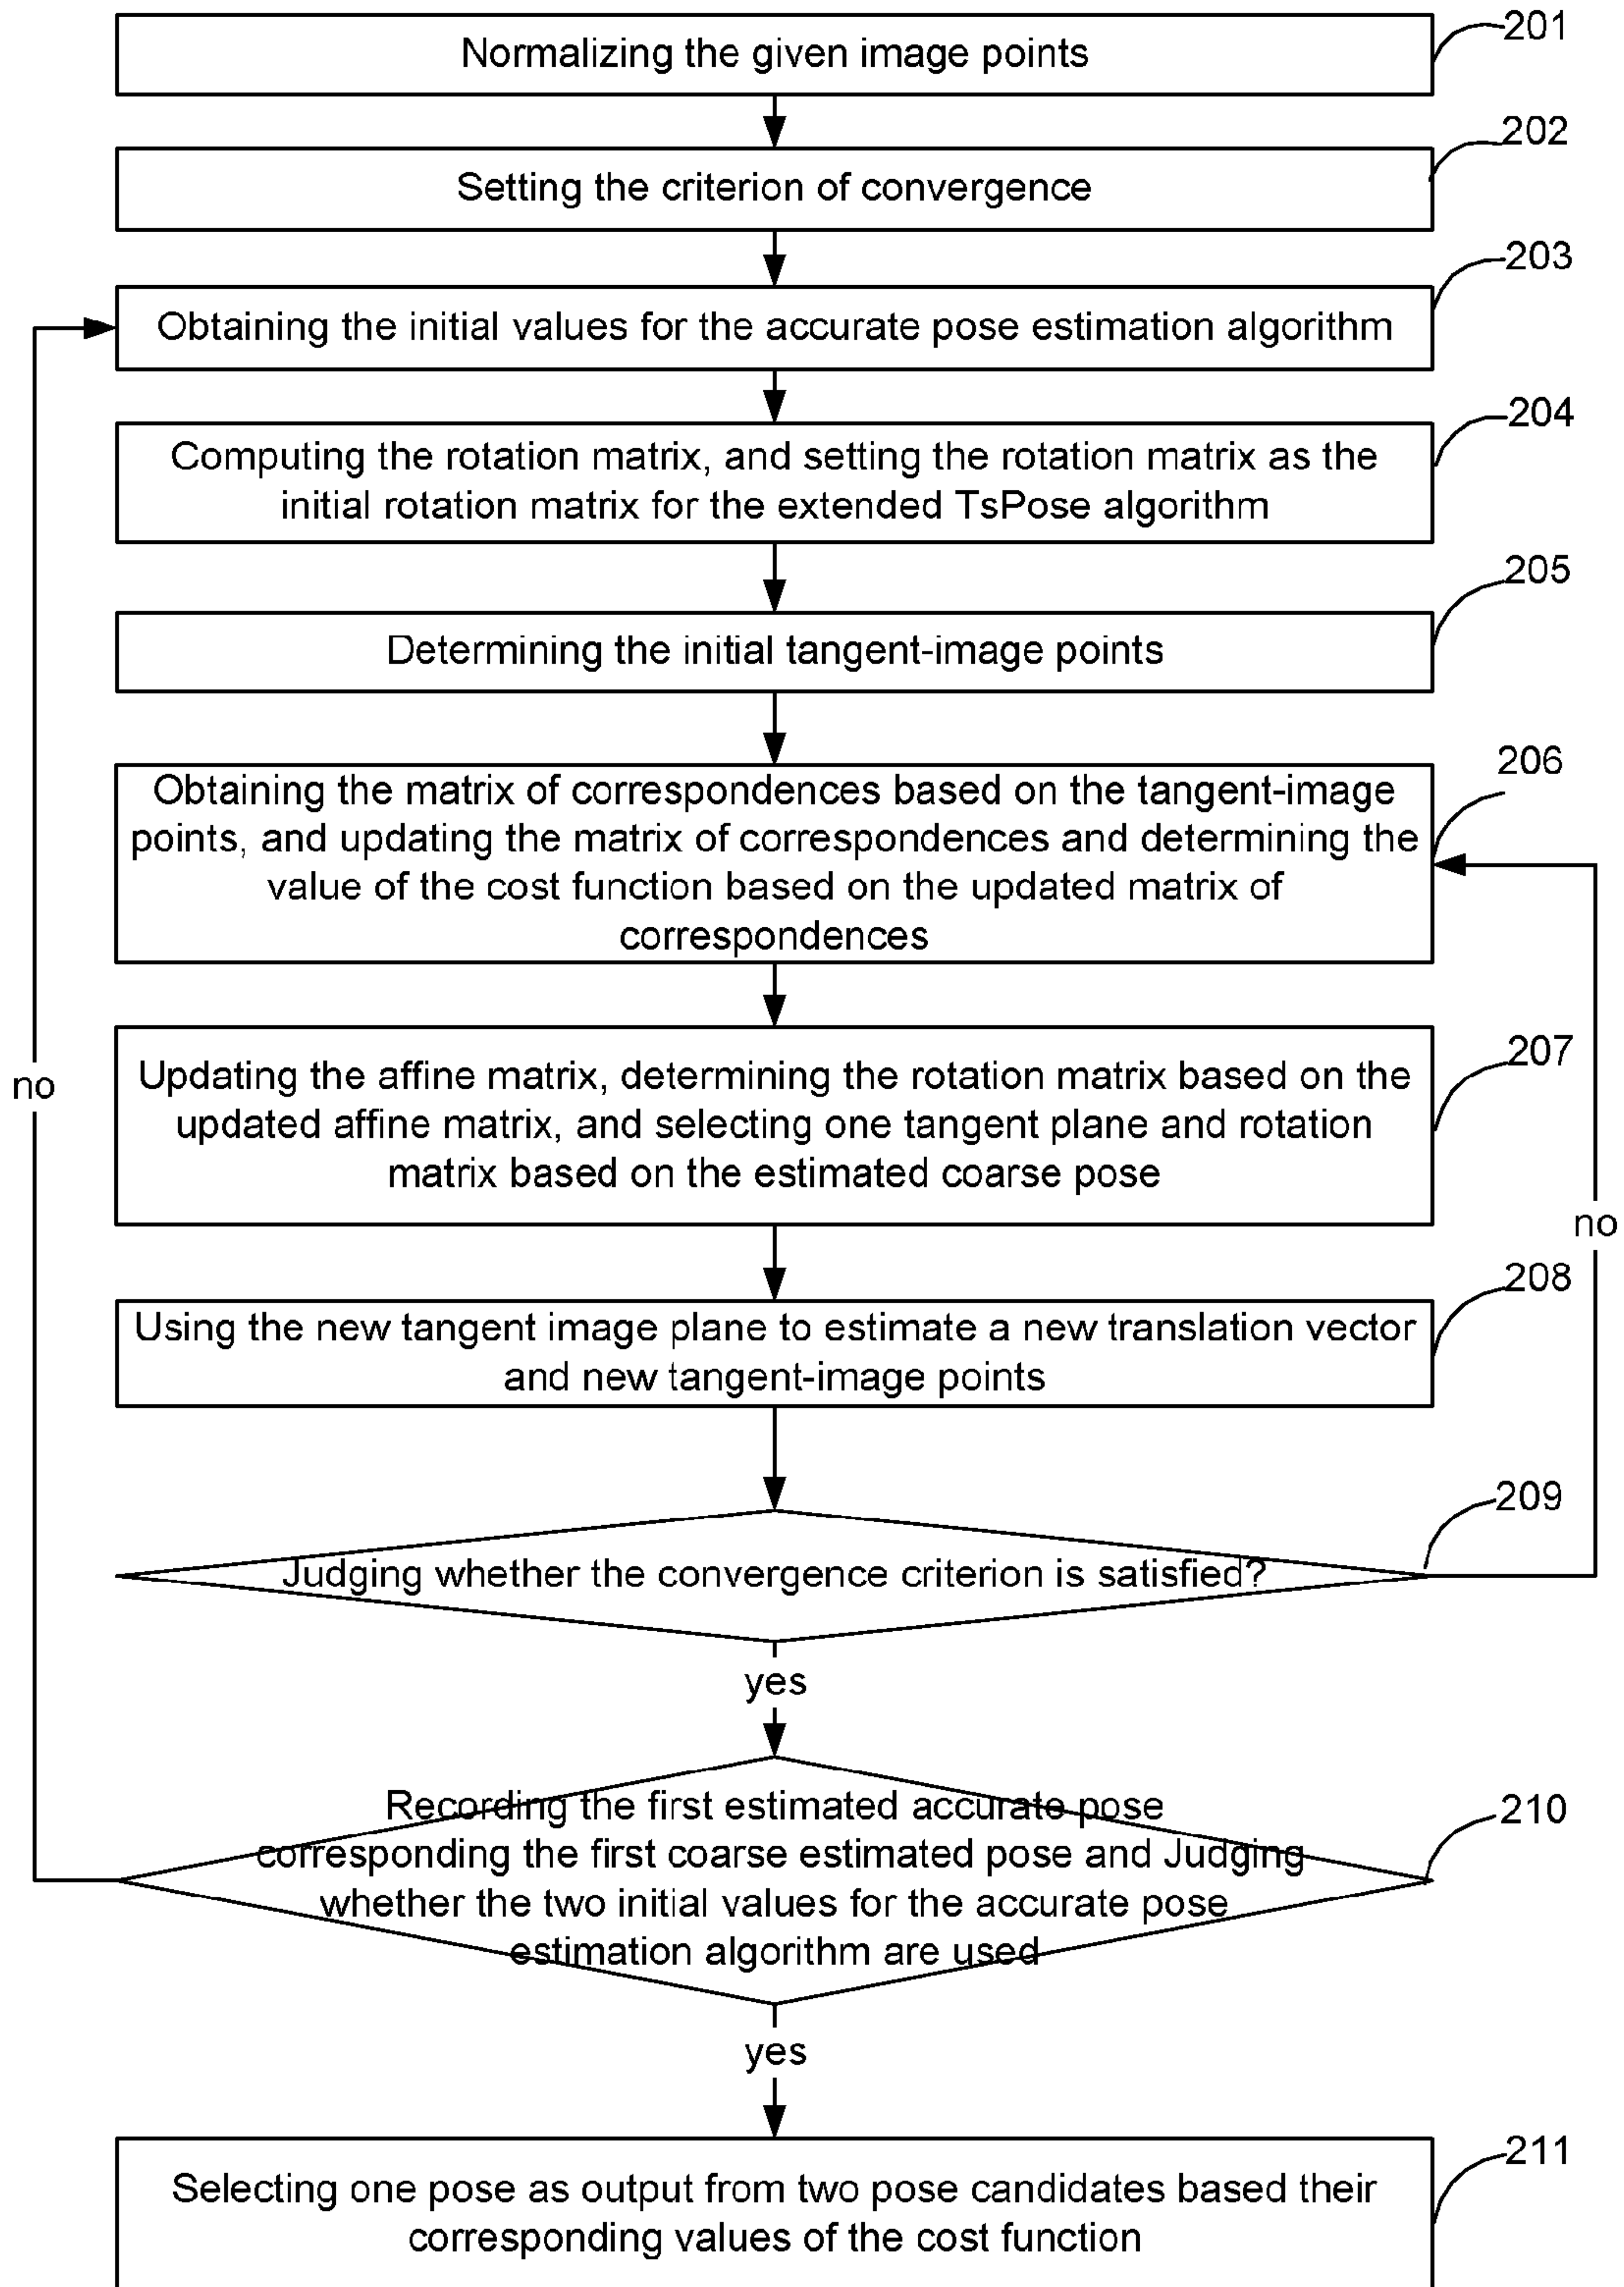 Normalizing the given image points
201
Setting the criterion of convergence
202
Obtaining the initial values for the accurate pose estimation algorithm
203
Computing the rotation matrix, and setting the rotation matrix as the
initial rotation matrix for the extended TsPose algorithm
204
Determining the initial tangent-image points
205
Obtaining the matrix of correspondences based on the tangent-image
points, and updating the matrix of correspondences and determining the
value of the cost function based on the updated matrix of
correspondences
206
Updating the affine matrix, determining the rotation matrix based on the
updated affine matrix, and selecting one tangent plane and rotation
matrix based on the estimated coarse pose
207
no
no
Using the new tangent image plane to estimate a new translation vector
and new tangent-image points
208
Judging whether the convergence criterion is satisfied?
209
yes
Recording the first estimated accurate pose
corresponding the first coarse estimated pose and Judging
whether the two initial values for the accurate pose
estimation algorithm are used
210
yes
Selecting one pose as output from two pose candidates based their
corresponding values of the cost function
211